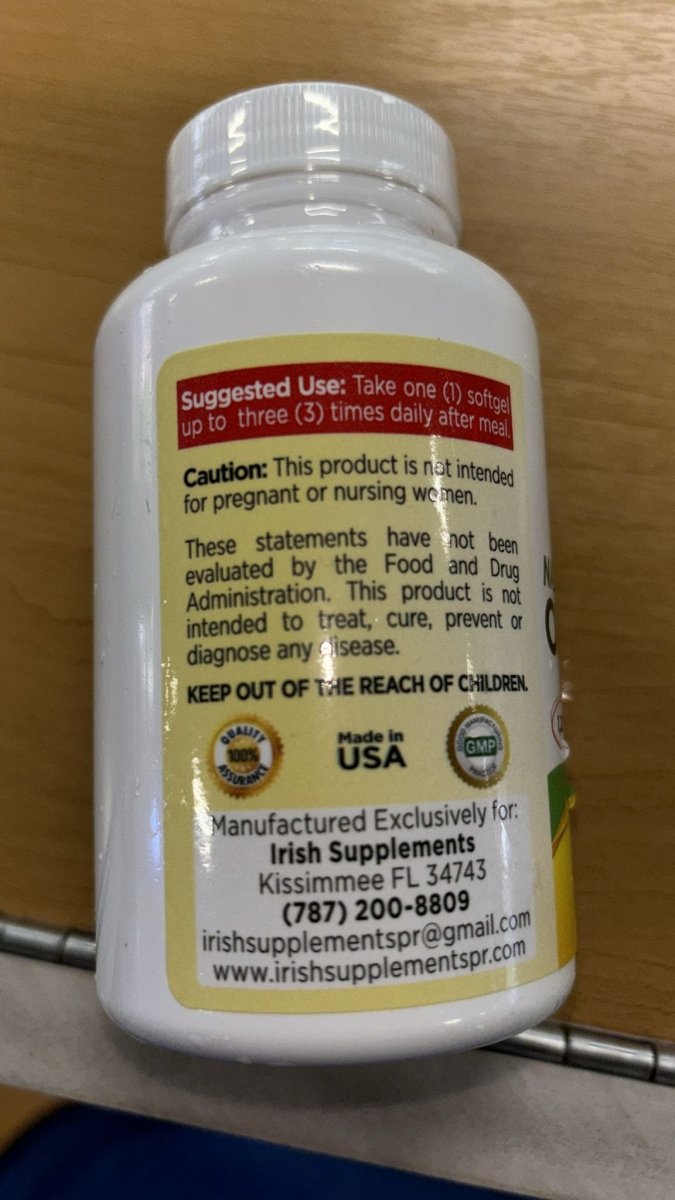 Suggested Use: Take one (1) softgel
up to three (3) times daily after meal.
Caution: This product is not intended
for pregnant or nursing women.
These statements have not been
evaluated by the Food and Drug
Administration. This product is not
intended to treat, cure, prevent or
diagnose any disease.
KEEP OUT OF THE REACH OF CHILDREN.
QUALITY
100%
ASSURANCE
Made in
USA
GOOD MANUFACTURING
GMP
PRACTICE
Manufactured Exclusively for:
Irish Supplements
Kissimmee FL 34743
(787) 200-8809
irishsupplementspr@gmail.com
www.irishsupplementspr.com